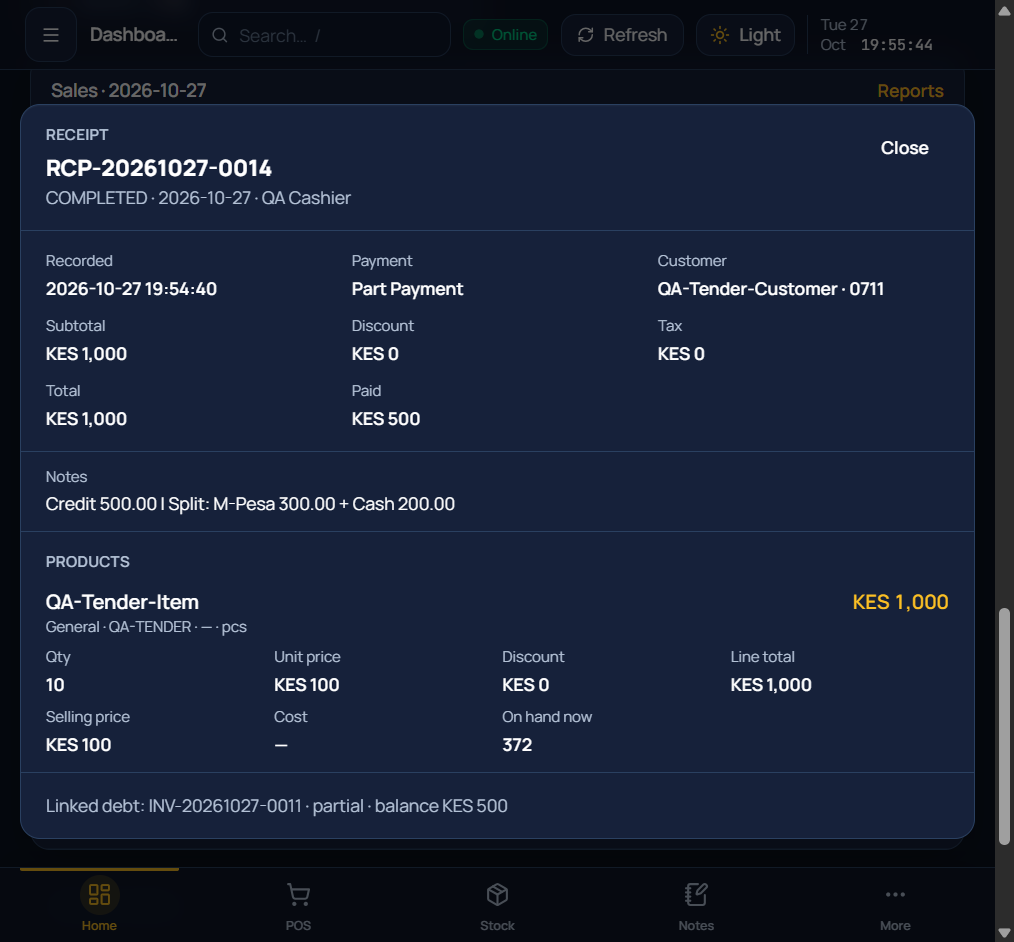 Dashboa...
Search... /
Online
Refresh
Light
Tue 27
Oct 19:55:44
Sales · 2026-10-27
Reports
RECEIPT
RCP-20261027-0014
COMPLETED · 2026-10-27 · QA Cashier
Close
Recorded
2026-10-27 19:54:40
Payment
Part Payment
Customer
QA-Tender-Customer · 0711
Subtotal
KES 1,000
Discount
KES 0
Tax
KES 0
Total
KES 1,000
Paid
KES 500
Notes
Credit 500.00 | Split: M-Pesa 300.00 + Cash 200.00
PRODUCTS
QA-Tender-Item
KES 1,000
General · QA-TENDER · — · pcs
Qty
10
Unit price
KES 100
Discount
KES 0
Line total
KES 1,000
Selling price
KES 100
Cost
—
On hand now
372
Linked debt: INV-20261027-0011 · partial · balance KES 500
Home
POS
Stock
Notes
More